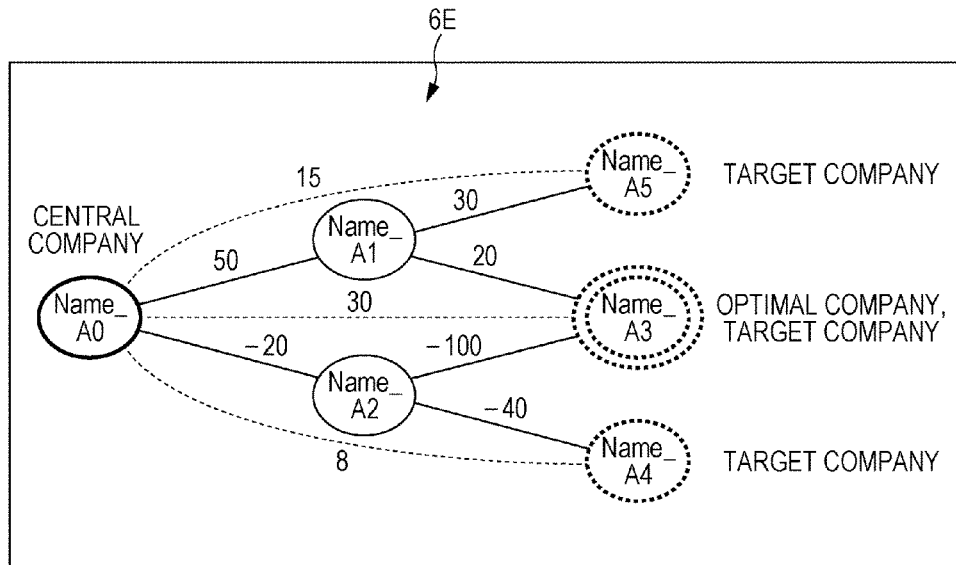 6E
15
Name_
A5
TARGET COMPANY
30
CENTRAL
COMPANY
Name_
A1
50
20
Name_
A0
30
Name_
A3
OPTIMAL COMPANY,
TARGET COMPANY
−20
−100
Name_
A2
−40
8
Name_
A4
TARGET COMPANY